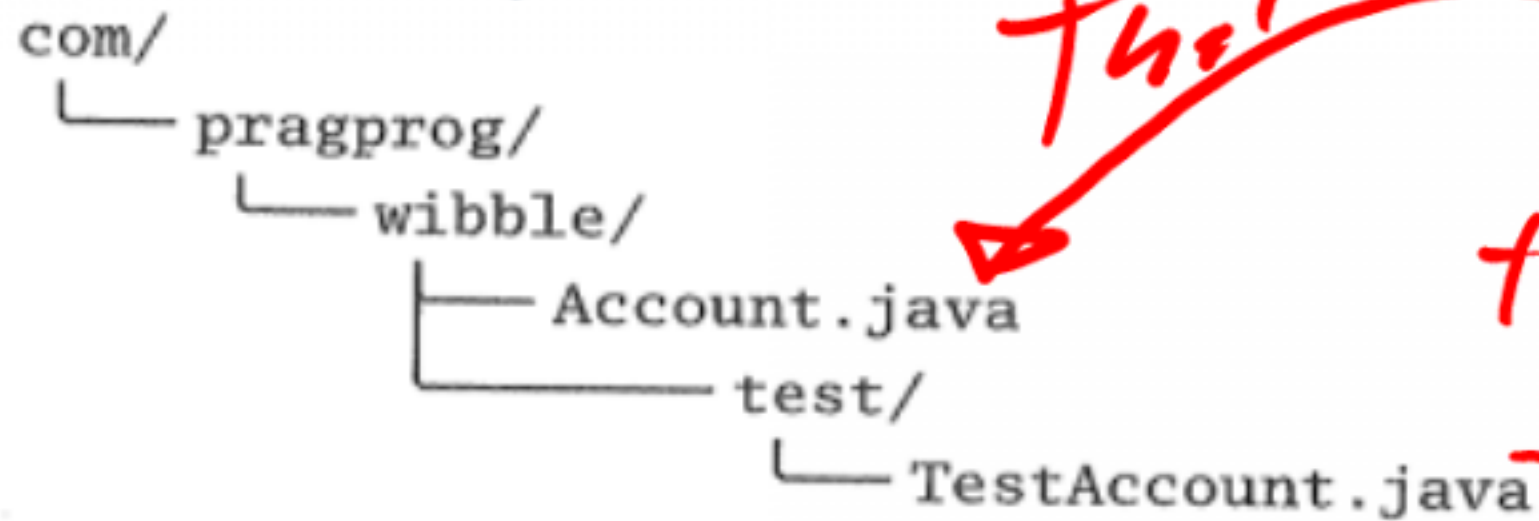 com/
pragprog/
wibble/
Account.java
test/
TestAccount.java